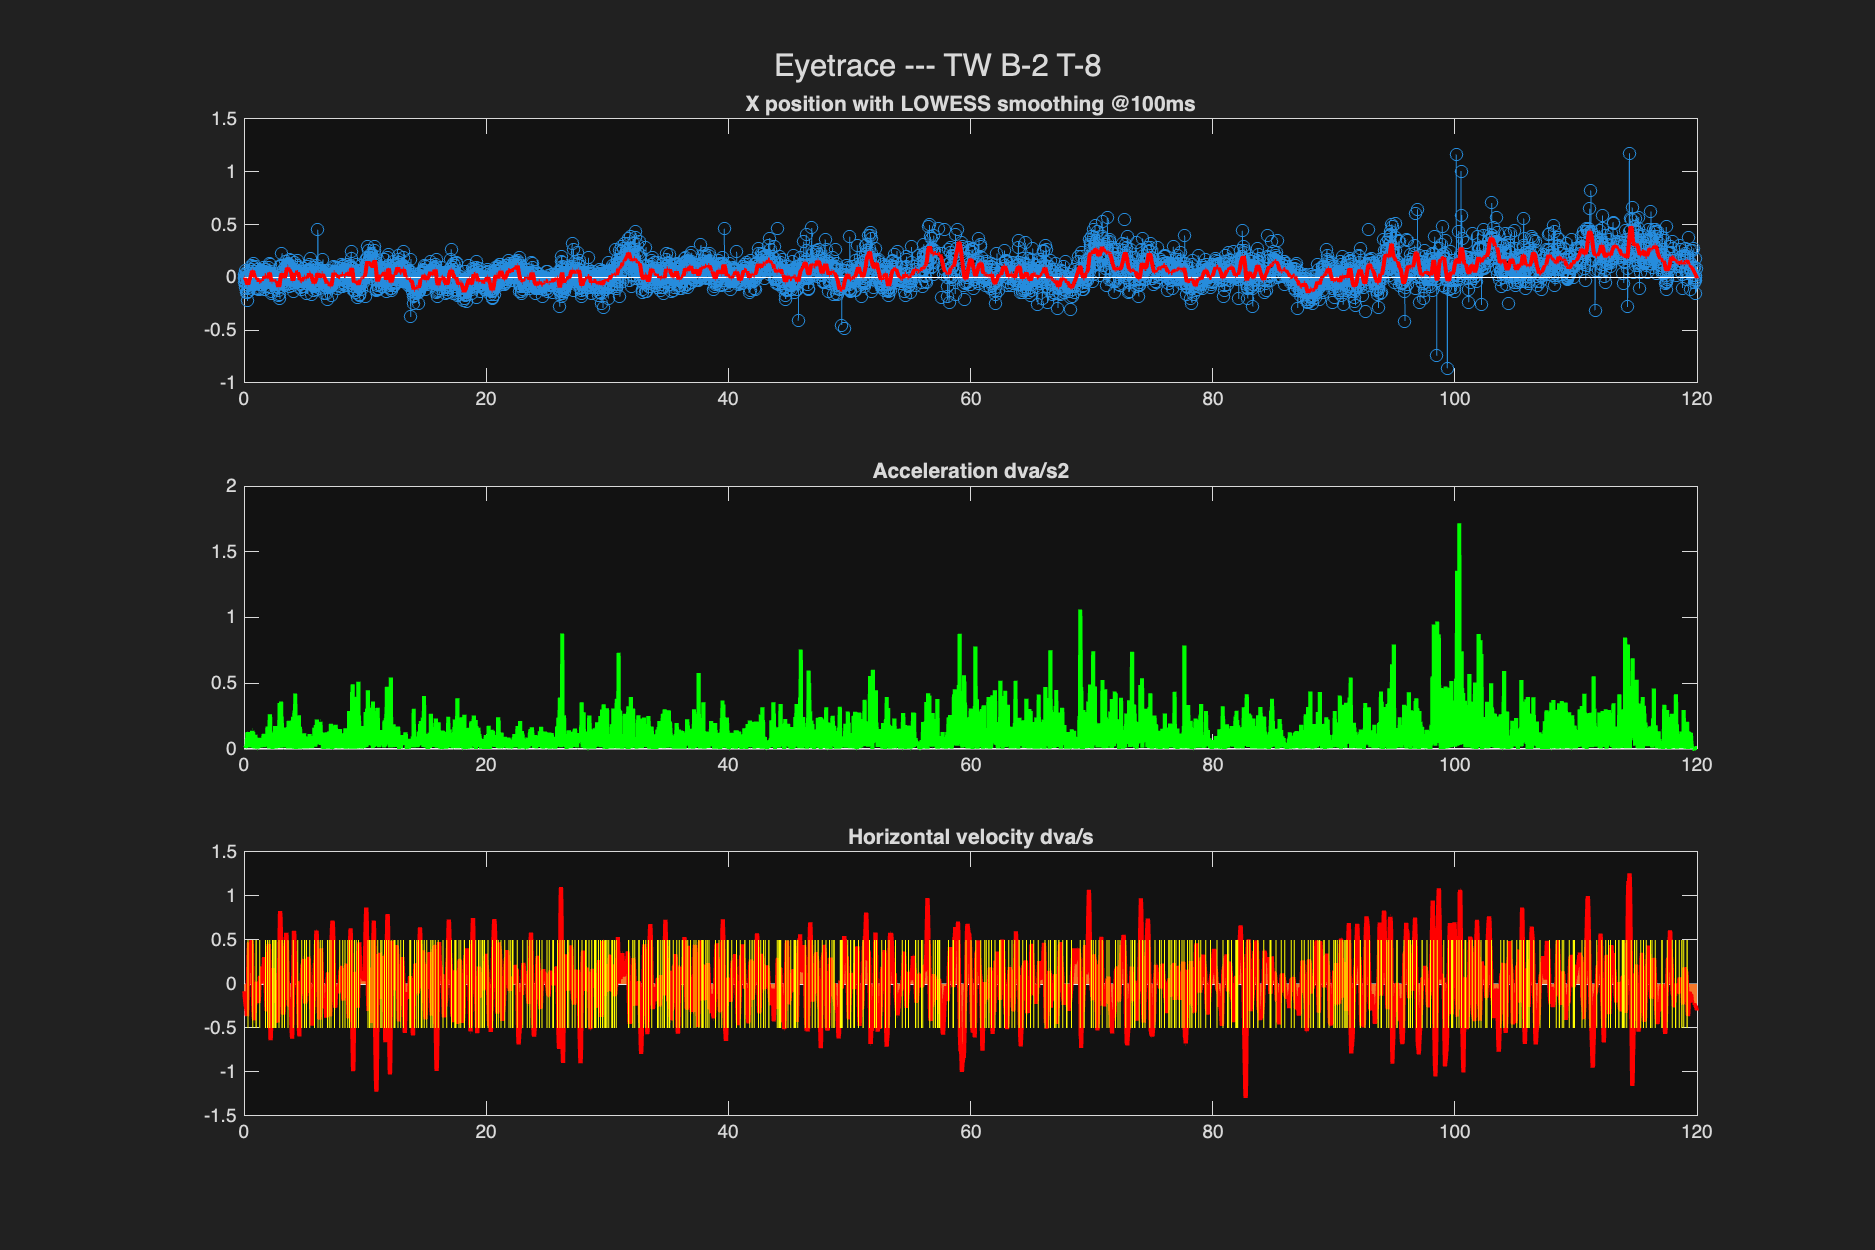 Eyetrace --- TW B-2 T-8
X position with LOWESS smoothing @100ms
1.5
1
0.5
0
-0.5
-1
0 20 40 60 80 100 120
Acceleration dva/s2
2
1.5
1
0.5
0
0 20 40 60 80 100 120
Horizontal velocity dva/s
1.5
1
0.5
0
-0.5
-1
-1.5
0 20 40 60 80 100 120